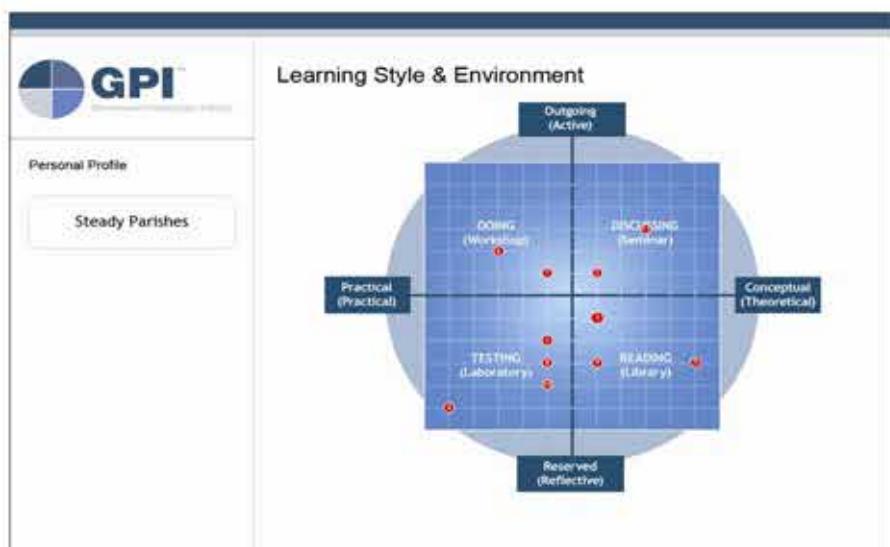 GPI
Personal Profile
Steady Parishes
Learning Style & Environment
Outgoing
(Active)
DOING
(Workshop)
DISCUSSING
(Seminar)
Practical
(Practical)
Conceptual
(Theoretical)
TESTING
(Laboratory)
READING
(Library)
Reserved
(Reflective)